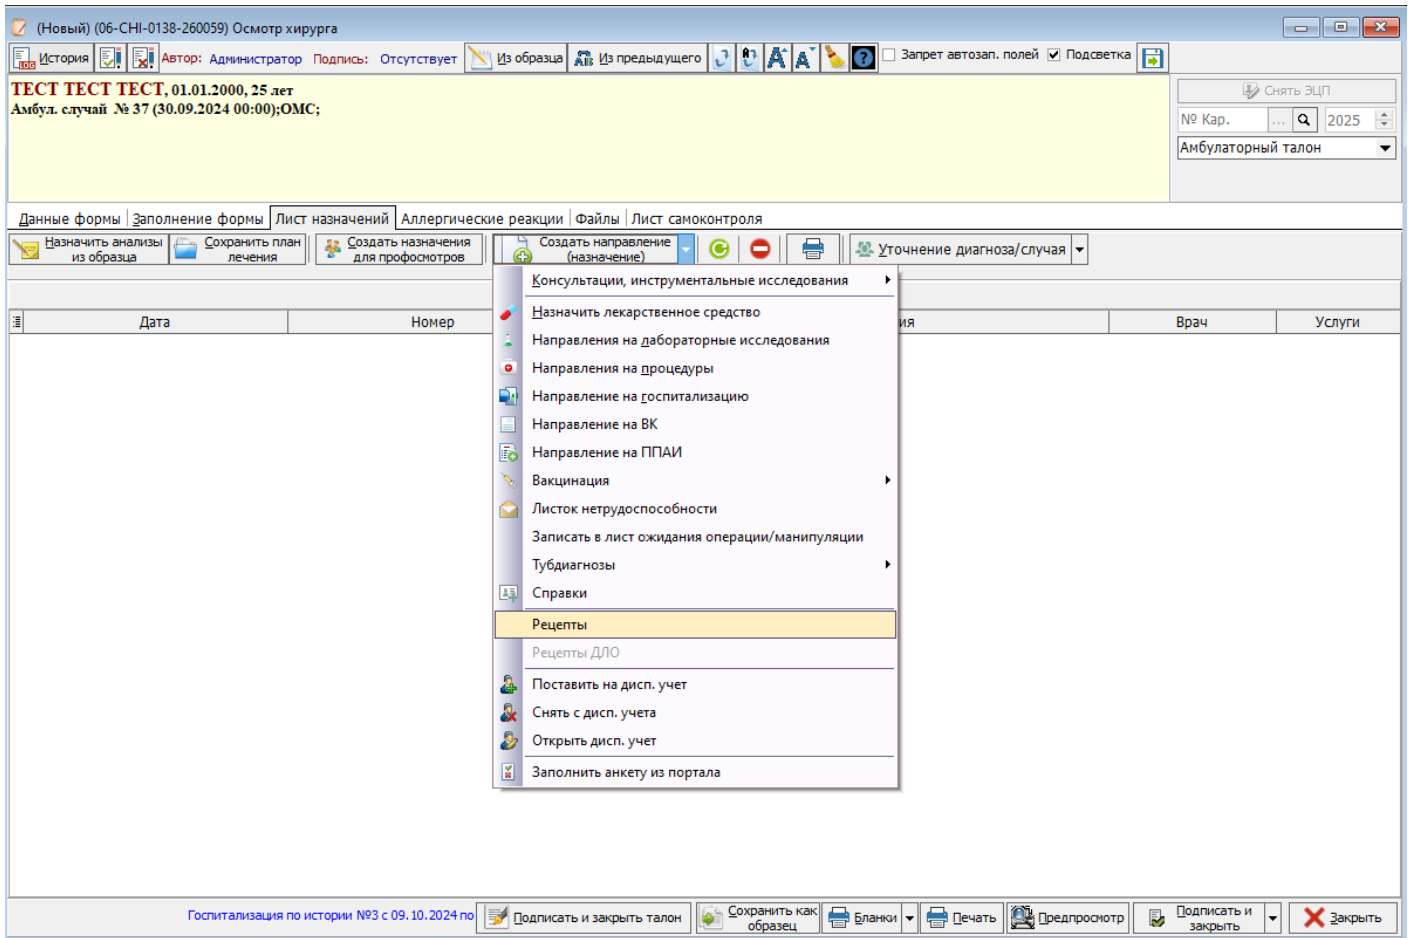 (Новый) (06-CHI-0138-260059) Осмотр хирурга
История Автор: Администратор Подпись: Отсутствует Из образца Из предыдущего Запрет автозап. полей Подсветка
ТЕСТ ТЕСТ ТЕСТ, 01.01.2000, 25 лет
Амбул. случай № 37 (30.09.2024 00:00);ОМС;
Снять ЭЦП
№ Кар. ... 2025
Амбулаторный талон
Данные формы Заполнение формы Лист назначений Аллергические реакции Файлы Лист самоконтроля
Назначить анализы из образца
Сохранить план лечения
Создать назначения для профосмотров
Создать направление (назначение)
Уточнение диагноза/случая
Дата Номер ия Врач Услуги
Консультации, инструментальные исследования
Назначить лекарственное средство
Направления на лабораторные исследования
Направления на процедуры
Направление на госпитализацию
Направление на ВК
Направление на ППАИ
Вакцинация
Листок нетрудоспособности
Записать в лист ожидания операции/манипуляции
Тубдиагнозы
Справки
Рецепты
Рецепты ДЛО
Поставить на дисп. учет
Снять с дисп. учета
Открыть дисп. учет
Заполнить анкету из портала
Госпитализация по истории №3 с 09.10.2024 по
Подписать и закрыть талон
Сохранить как образец
Бланки
Печать
Предпросмотр
Подписать и закрыть
Закрыть